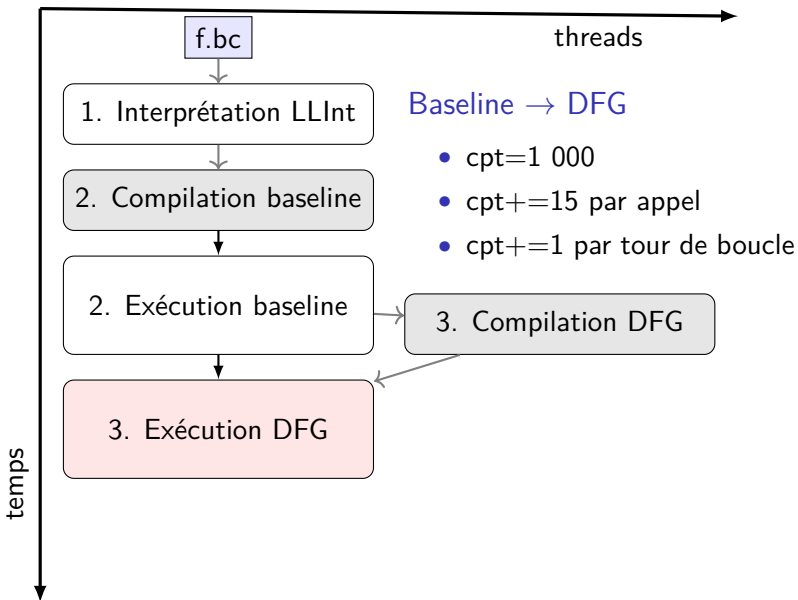 f.bc
threads
1. Interprétation LLInt
Baseline → DFG
• cpt=1 000
2. Compilation baseline
• cpt+=15 par appel
• cpt+=1 par tour de boucle
2. Exécution baseline
3. Compilation DFG
3. Exécution DFG
temps